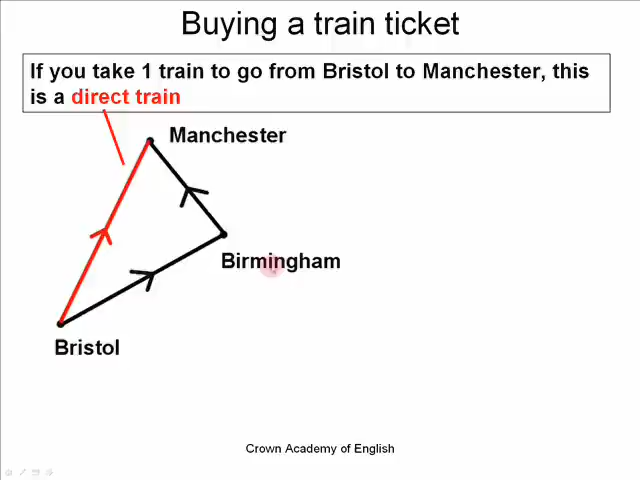 Buying a train ticket
If you take 1 train to go from Bristol to Manchester, this
is a direct train
Manchester
Birmingham
Bristol
Crown Academy of English